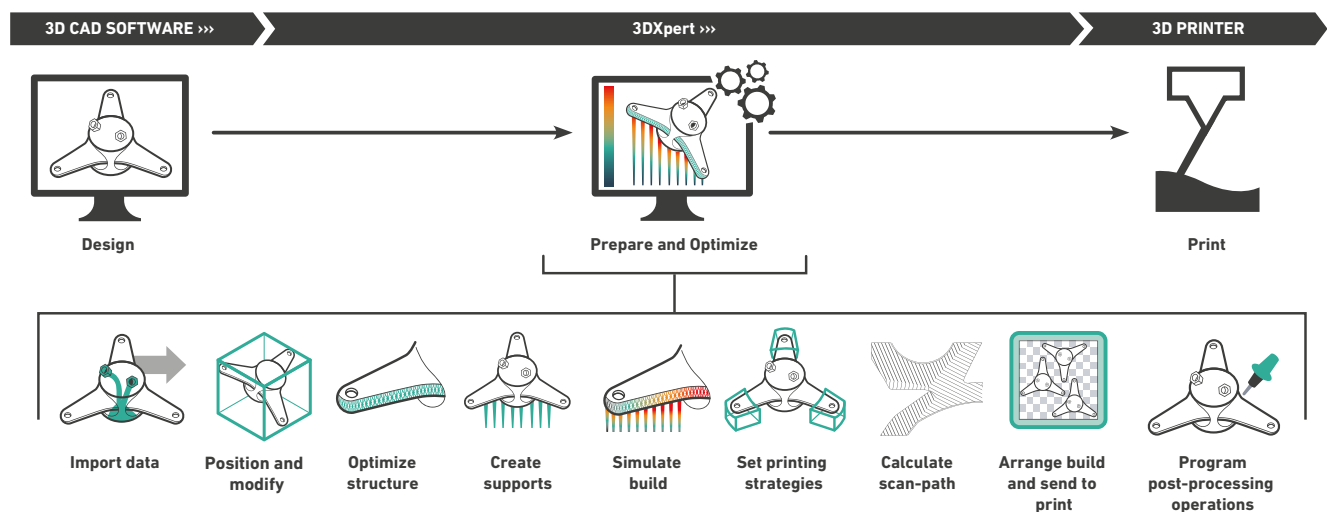 3D CAD SOFTWARE ›››
3DXpert ›››
3D PRINTER
Design
Prepare and Optimize
Print
Import data
Position and
modify
Optimize
structure
Create
supports
Simulate
build
Set printing
strategies
Calculate
scan-path
Arrange build
and send to
print
Program
post-processing
operations